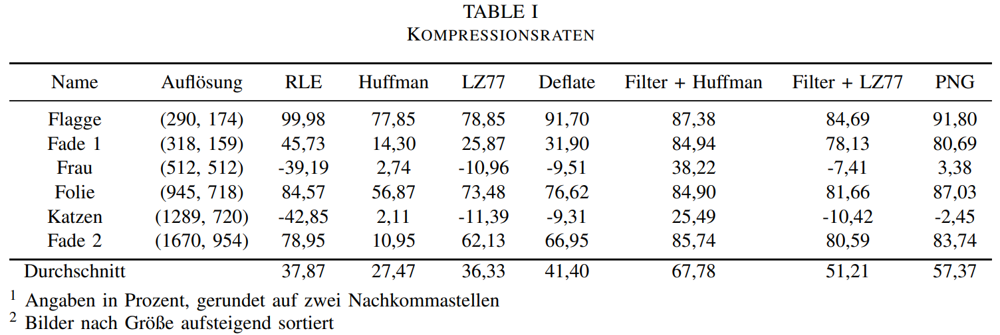 TABLE I
KOMPRESSIONSRATEN
Name Auflösung RLE Huffman LZ77 Deflate Filter + Huffman Filter + LZ77 PNG
Flagge (290, 174) 99,98 77,85 78,85 91,70 87,38 84,69 91,80
Fade 1 (318, 159) 45,73 14,30 25,87 31,90 84,94 78,13 80,69
Frau (512, 512) -39,19 2,74 -10,96 -9,51 38,22 -7,41 3,38
Folie (945, 718) 84,57 56,87 73,48 76,62 84,90 81,66 87,03
Katzen (1289, 720) -42,85 2,11 -11,39 -9,31 25,49 -10,42 -2,45
Fade 2 (1670, 954) 78,95 10,95 62,13 66,95 85,74 80,59 83,74
Durchschnitt 37,87 27,47 36,33 41,40 67,78 51,21 57,37
1 Angaben in Prozent, gerundet auf zwei Nachkommastellen
2 Bilder nach Größe aufsteigend sortiert